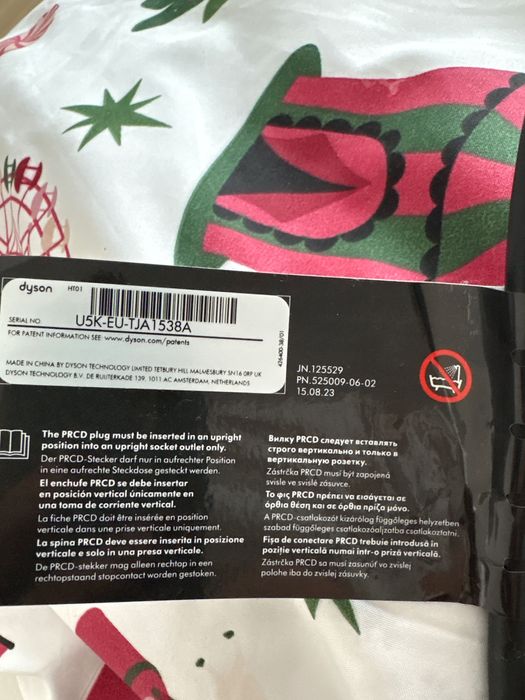 dyson HT01
SERIAL NO. U5K-EU-TJA1538A
FOR PATENT INFORMATION SEE www.dyson.com/patents
426400-38/01
MADE IN CHINA BY DYSON TECHNOLOGY LIMITED TETBURY HILL MALMESBURY SN16 0RP UK
DYSON TECHNOLOGY B.V. DE RUIJTERKADE 139, 1011 AC AMSTERDAM, NETHERLANDS
JN.125529
PN.525009-06-02
15.08.23
The PRCD plug must be inserted in an upright
position into an upright socket outlet only.
Der PRCD-Stecker darf nur in aufrechter Position
in eine aufrechte Steckdose gesteckt werden.
El enchufe PRCD se debe insertar
en posición vertical únicamente en
una toma de corriente vertical.
La fiche PRCD doit être insérée en position
verticale dans une prise verticale uniquement.
La spina PRCD deve essere inserita in posizione
verticale e solo in una presa verticale.
De PRCD-stekker mag alleen rechtop in een
rechtopstaand stopcontact worden gestoken.
Вилку PRCD следует вставлять
строго вертикально и только в
вертикальную розетку.
Zástrčka PRCD musí být zapojená
svisle ve svislé zásuvce.
Το φις PRCD πρέπει να εισάγεται σε
όρθια θέση και σε όρθια πρίζα μόνο.
A PRCD-csatlakozót kizárólag függőleges helyzetben
szabad függőleges csatlakozóaljzatba csatlakoztatni.
Fișa de conectare PRCD trebuie introdusă în
poziție verticală numai într-o priză verticală.
Zástrčka PRCD sa musí zasunúť vo zvislej
polohe iba do zvislej zásuvky.